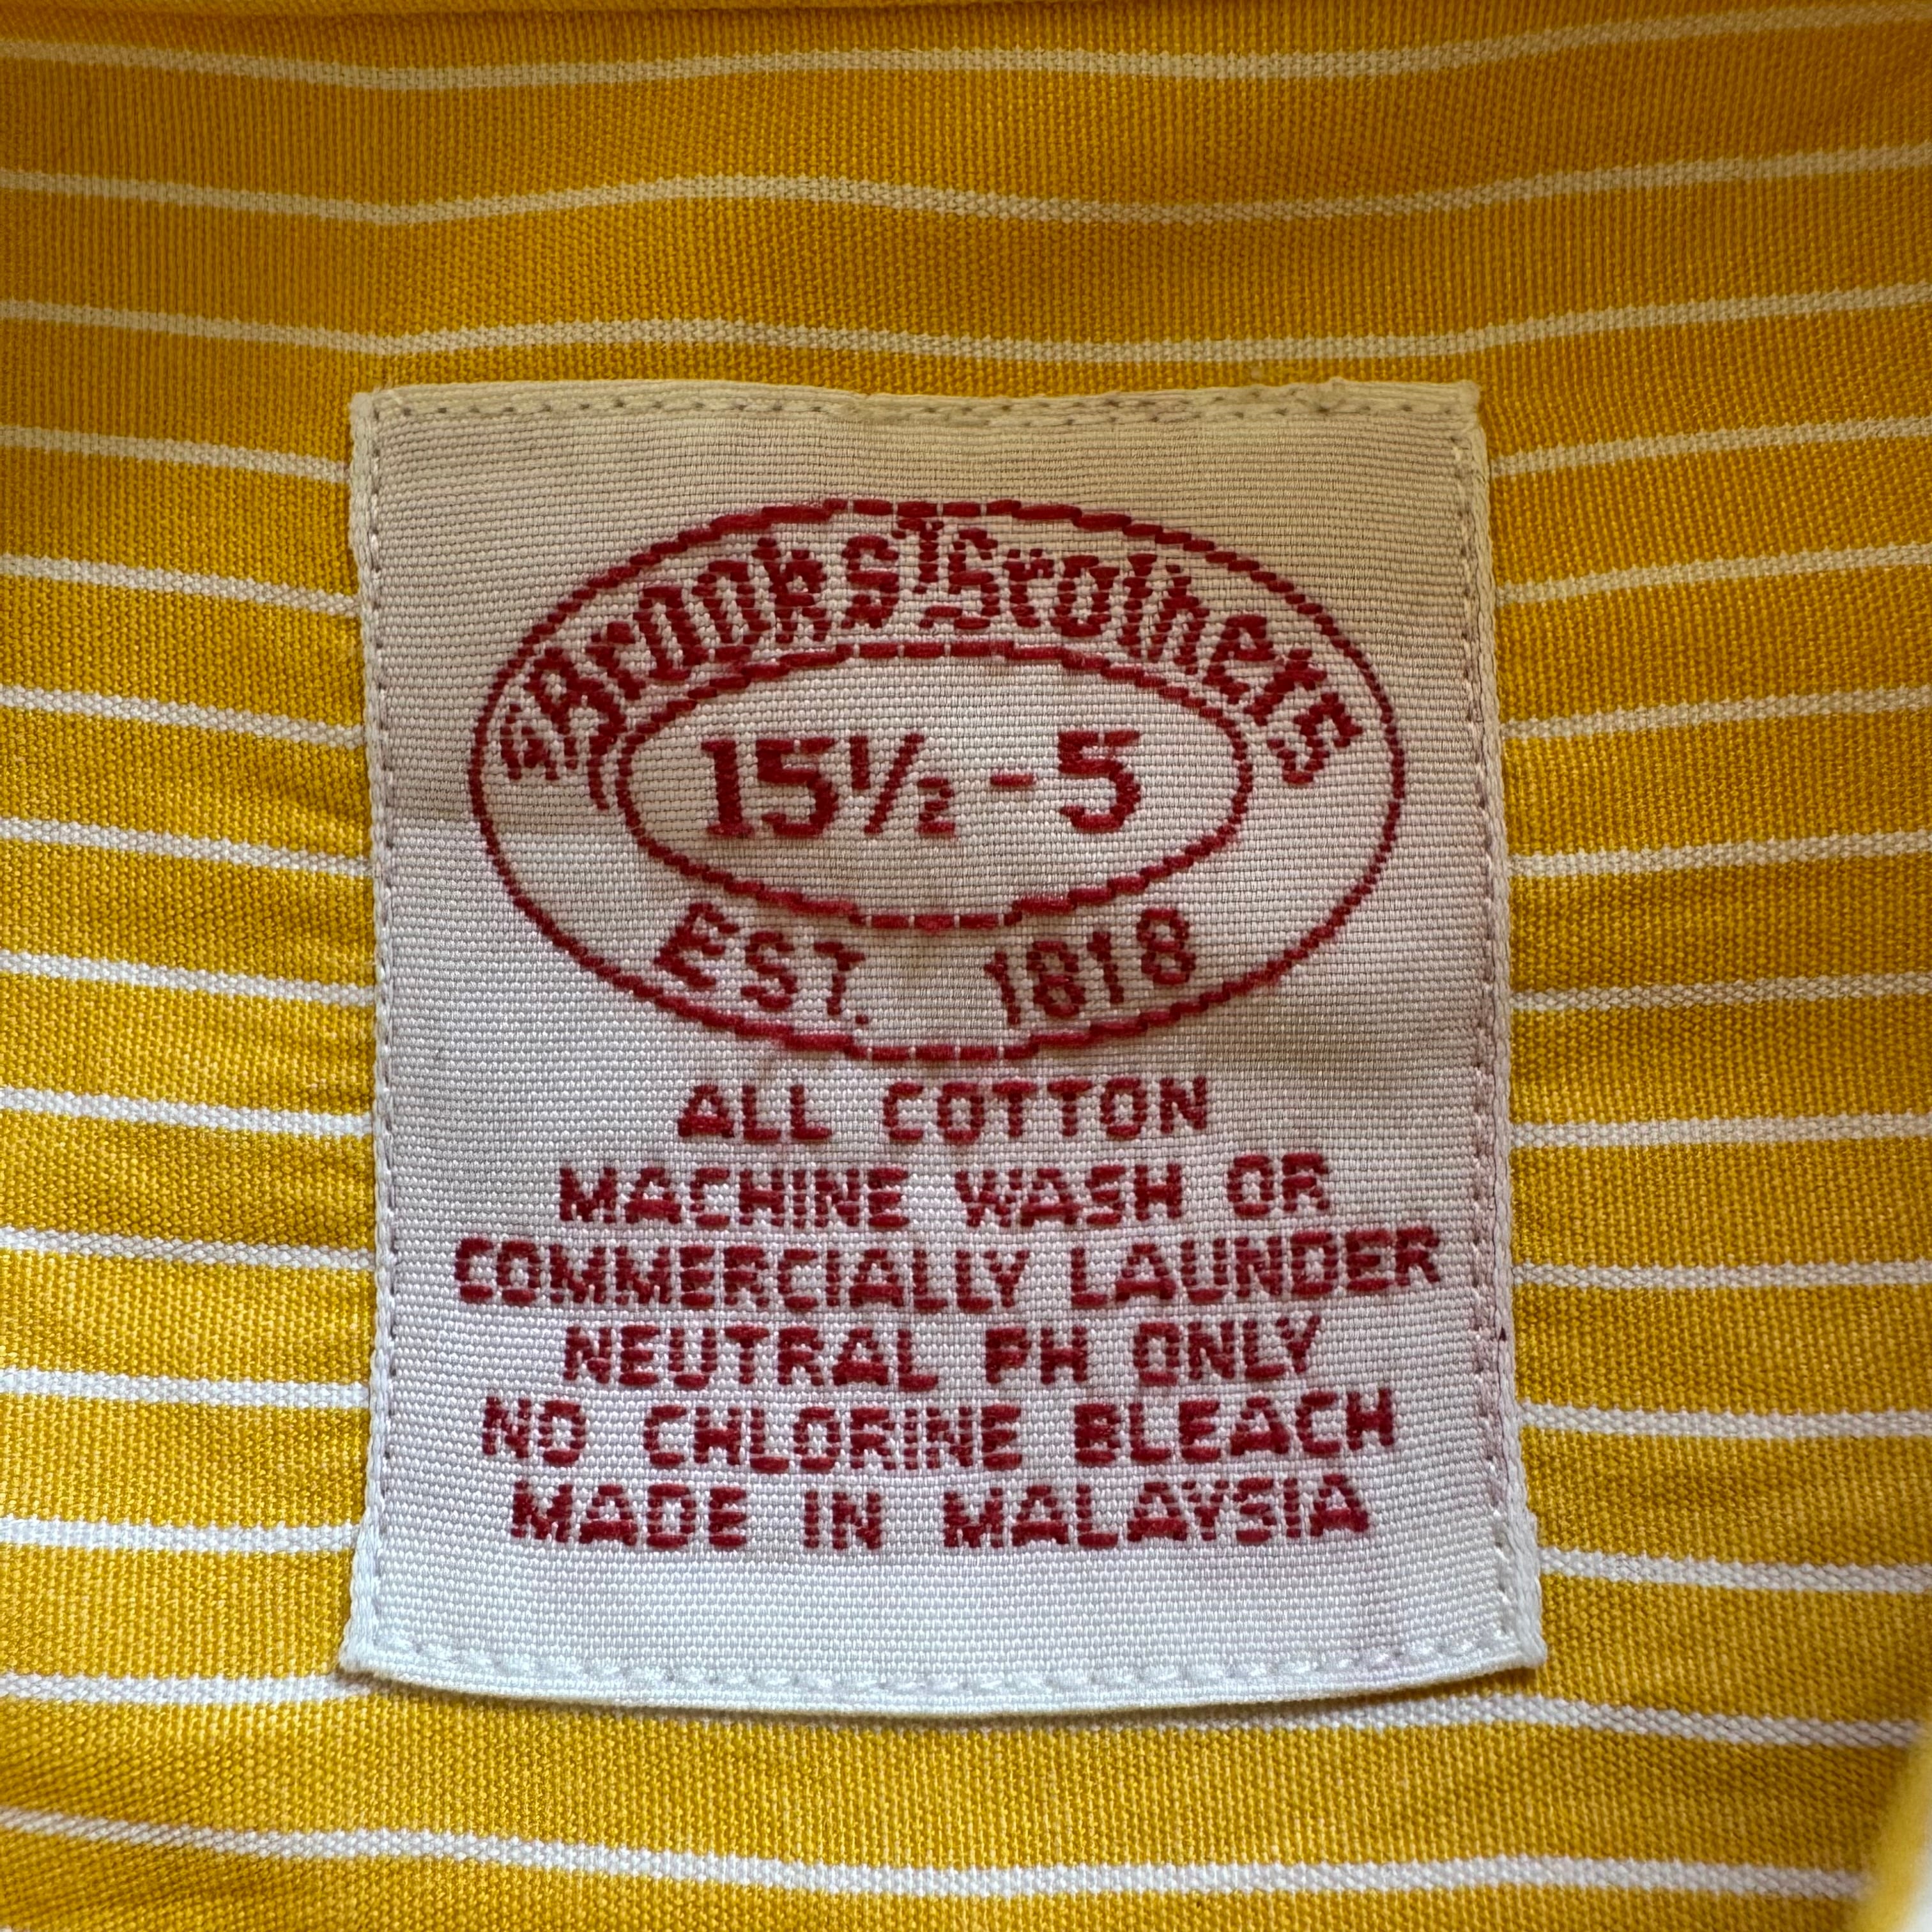 "Brooks Brothers
15½ - 5
EST. 1818
ALL COTTON
MACHINE WASH OR
COMMERCIALLY LAUNDER
NEUTRAL PH ONLY
NO CHLORINE BLEACH
MADE IN MALAYSIA